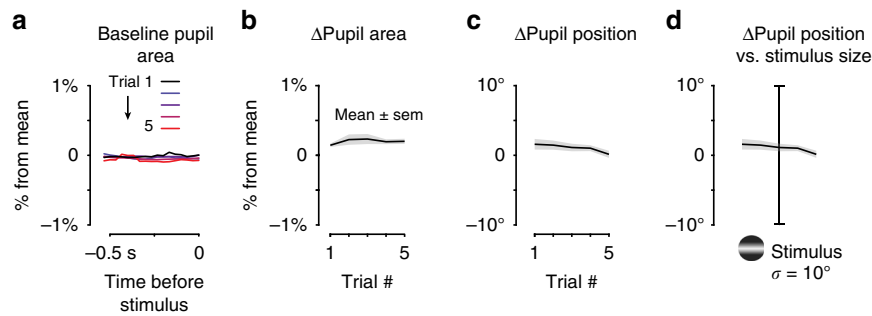 a
Baseline pupil
area
% from mean
1%
0
−1%
Trial 1
5
−0.5 s
0
Time before
stimulus
b
ΔPupil area
% from mean
1%
0
−1%
Mean ± sem
1
5
Trial #
c
ΔPupil position
10°
0
−10°
1
5
Trial #
d
ΔPupil position
vs. stimulus size
10°
0
−10°
Stimulus
σ = 10°